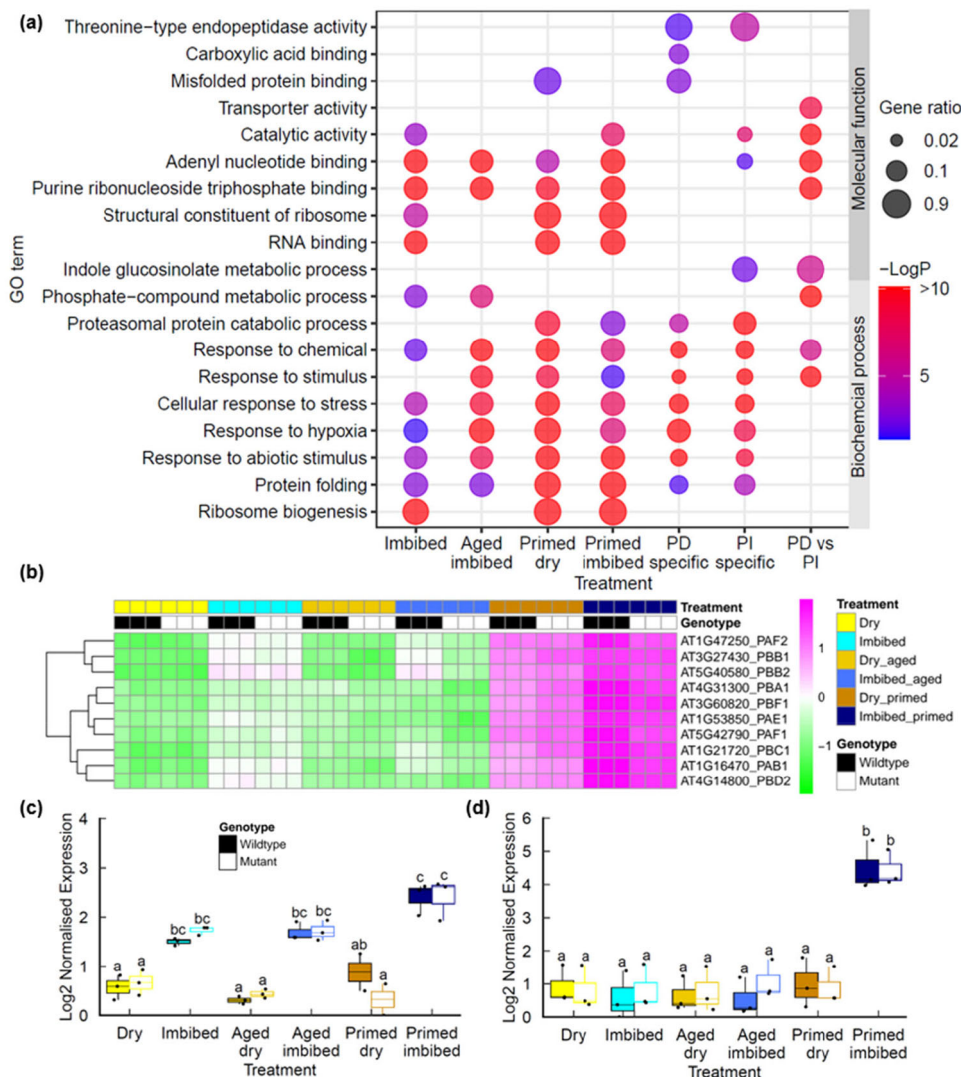 (a)
Threonine-type endopeptidase activity
Carboxylic acid binding
Misfolded protein binding
Transporter activity
Catalytic activity
Adenyl nucleotide binding
Purine ribonucleoside triphosphate binding
Structural constituent of ribosome
RNA binding
Indole glucosinolate metabolic process
Phosphate-compound metabolic process
Proteasomal protein catabolic process
Response to chemical
Response to stimulus
Cellular response to stress
Response to hypoxia
Response to abiotic stimulus
Protein folding
Ribosome biogenesis
GO term
Imbibed
Aged imbibed
Primed dry
Primed imbibed
PD specific
PI specific
PD vs PI
Treatment
Molecular function
Biochemcial process
Gene ratio
0.02
0.1
0.9
-LogP
>10
5
(b)
Treatment
Genotype
AT1G47250_PAF2
AT3G27430_PBB1
AT5G40580_PBB2
AT4G31300_PBA1
AT3G60820_PBF1
AT1G53850_PAE1
AT5G42790_PAF1
AT1G21720_PBC1
AT1G16470_PAB1
AT4G14800_PBD2
1
0
-1
Treatment
Dry
Imbibed
Dry_aged
Imbibed_aged
Dry_primed
Imbibed_primed
Genotype
Wildtype
Mutant
(c)
Log2 Normalised Expression
4
3
2
1
0
Genotype
Wildtype
Mutant
a a bc bc a a bc bc ab a c c
Dry
Imbibed
Aged dry
Aged imbibed
Primed dry
Primed imbibed
Treatment
(d)
Log2 Normalised Expression
6
5
4
3
2
1
0
a a a a a a a a a a b b
Dry
Imbibed
Aged dry
Aged imbibed
Primed dry
Primed imbibed
Treatment